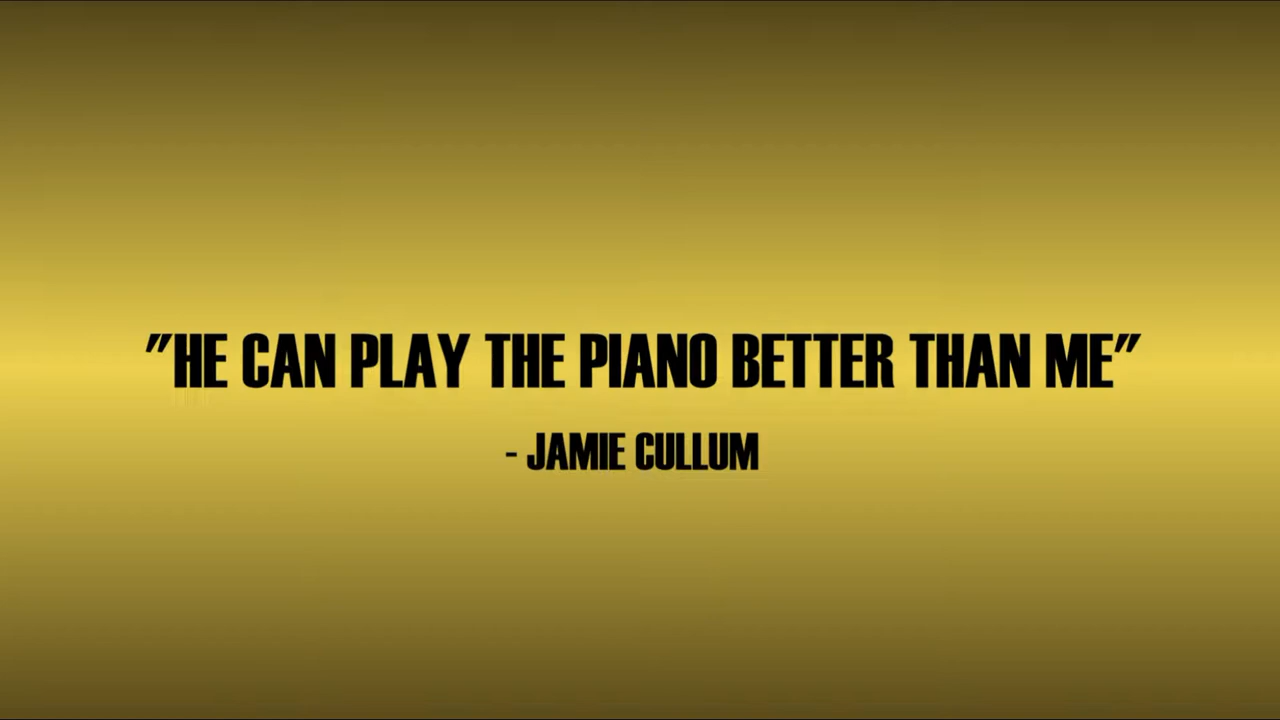 "HE CAN PLAY THE PIANO BETTER THAN ME"
- JAMIE CULLUM